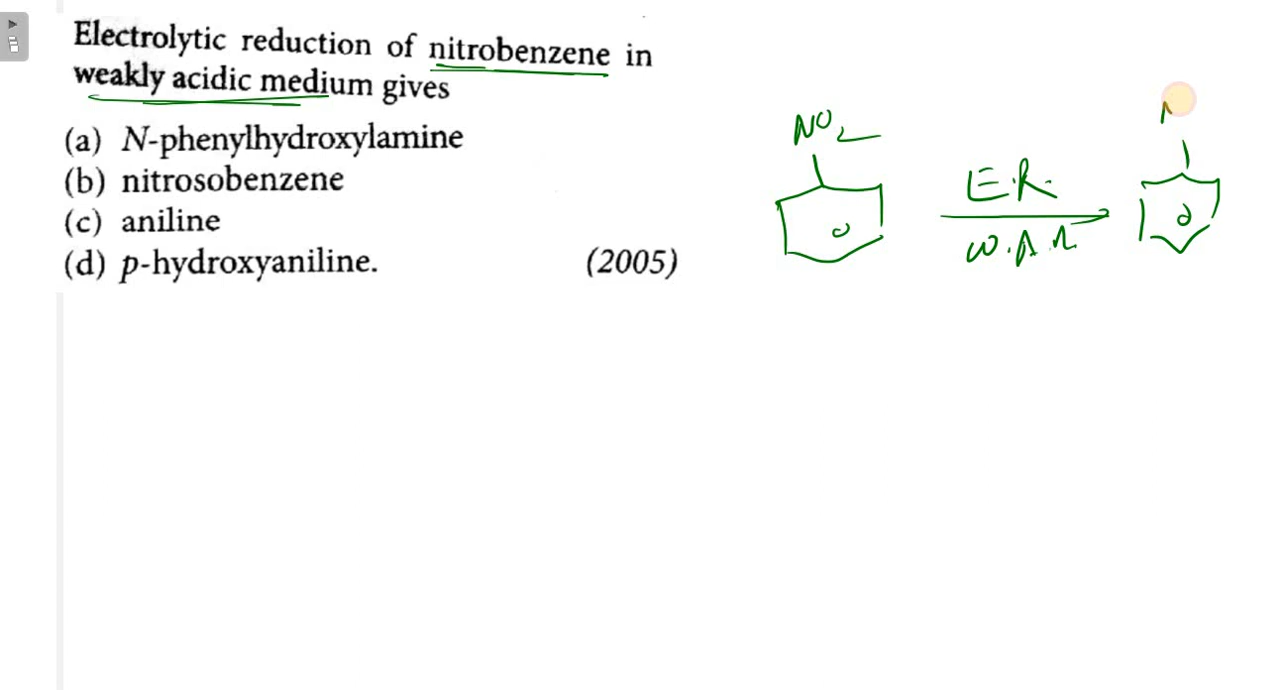 Electrolytic reduction of nitrobenzene in
weakly acidic medium gives
(a) N-phenylhydroxylamine
(b) nitrosobenzene
(c) aniline
(d) p-hydroxyaniline. (2005)
NO2
E.R.
W.A.M.